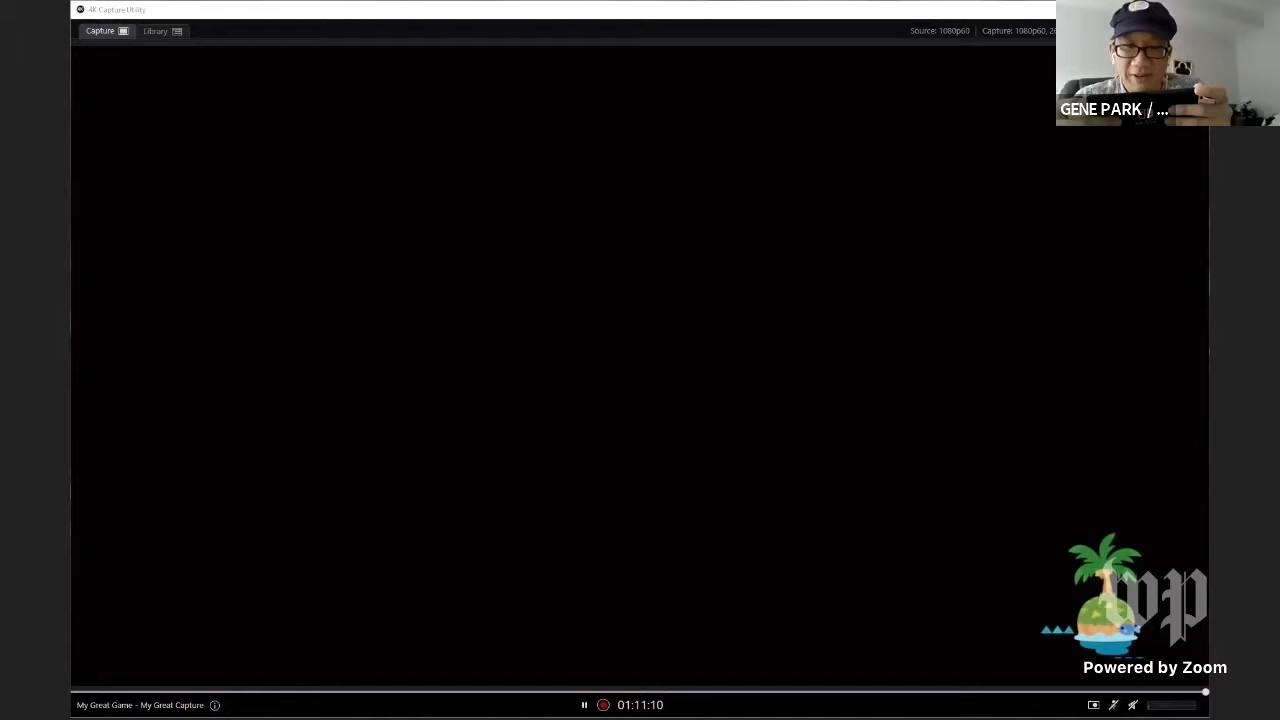 4K Capture Utility
Capture
Library
Source: 1080p60
Capture: 1080p60,
GENE PARK / ...
wp
Powered by Zoom
My Great Game - My Great Capture
01:11:10